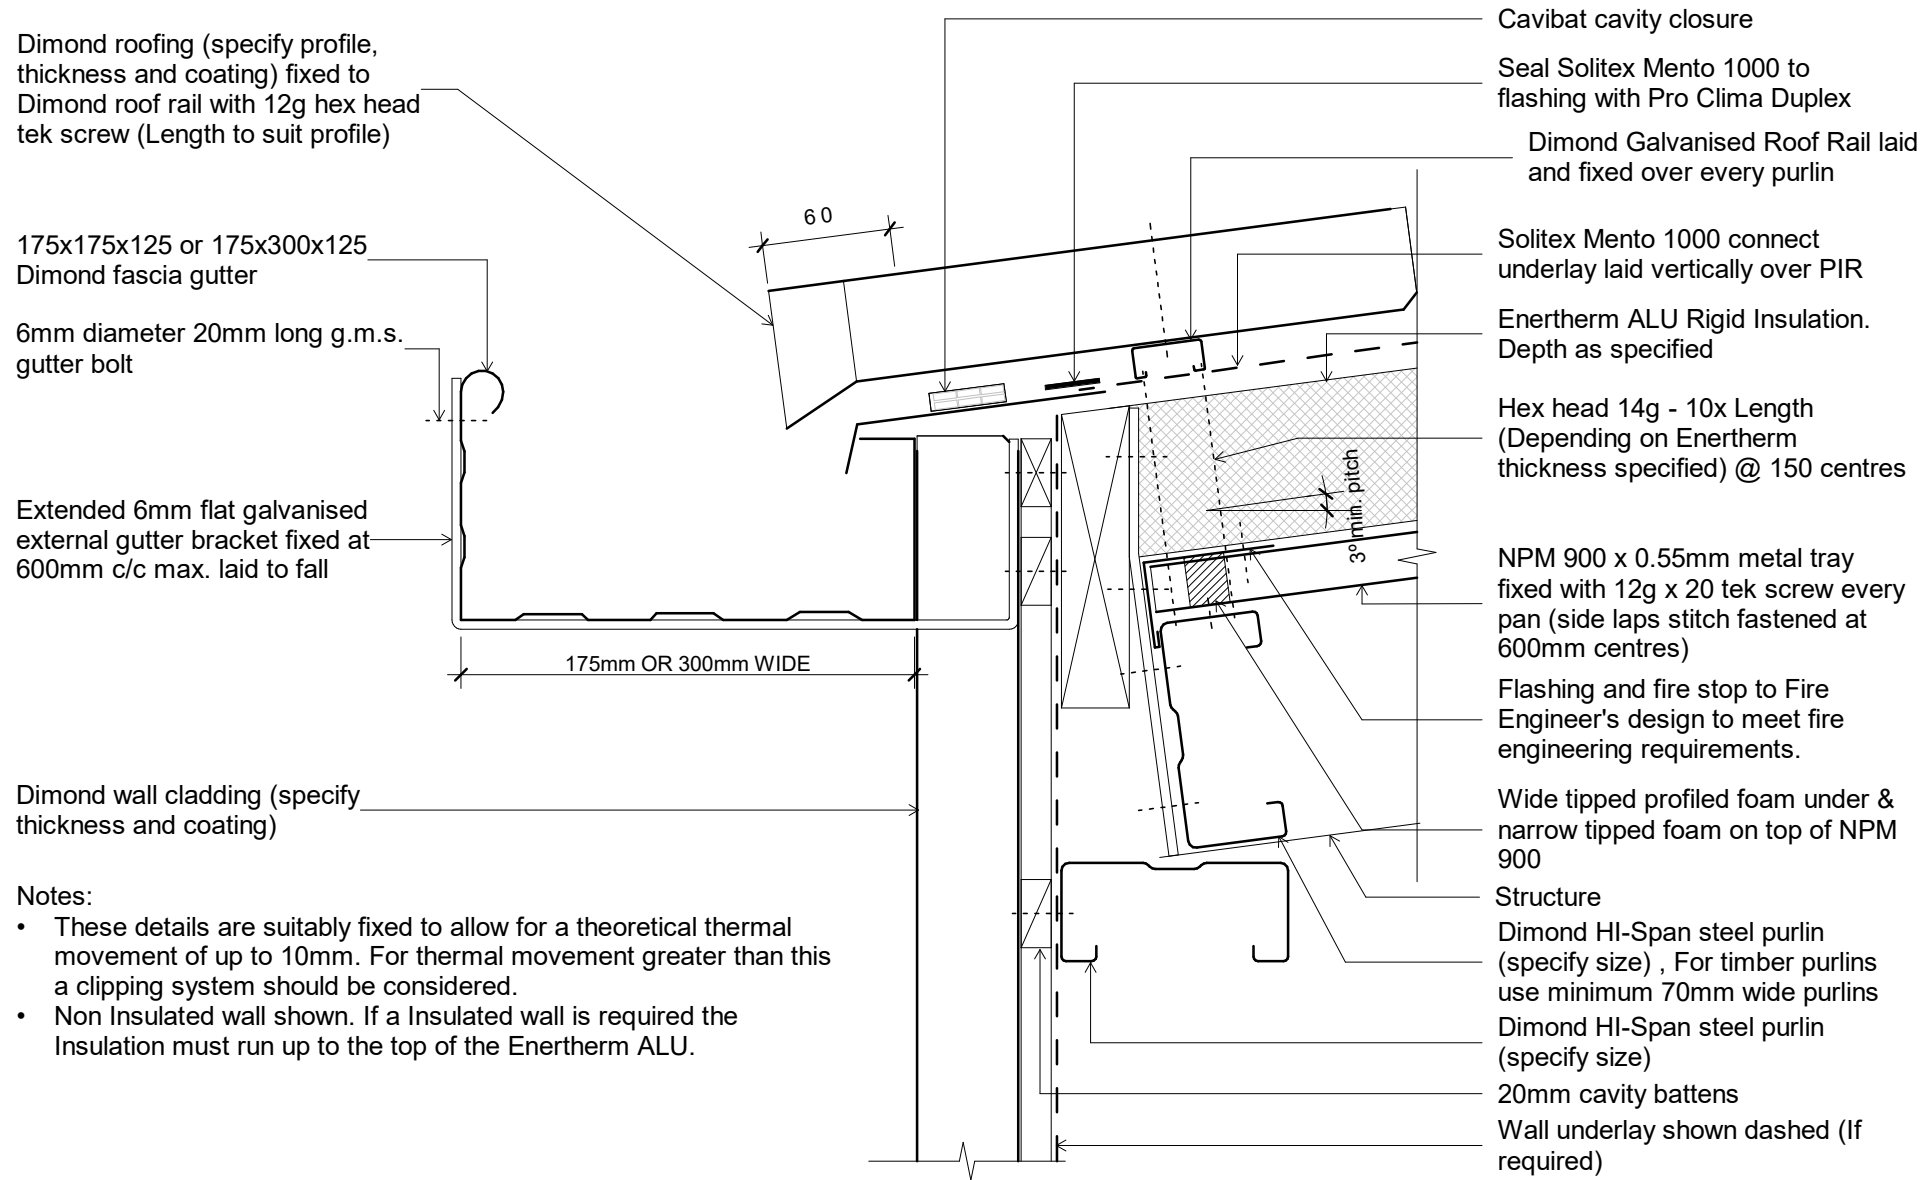 Dimond roofing (specify profile,
thickness and coating) fixed to
Dimond roof rail with 12g hex head
tek screw (Length to suit profile)
175x175x125 or 175x300x125
Dimond fascia gutter
6mm diameter 20mm long g.m.s.
gutter bolt
Extended 6mm flat galvanised
external gutter bracket fixed at
600mm c/c max. laid to fall
Dimond wall cladding (specify
thickness and coating)
Notes:
• These details are suitably fixed to allow for a theoretical thermal
movement of up to 10mm. For thermal movement greater than this
a clipping system should be considered.
• Non Insulated wall shown. If a Insulated wall is required the
Insulation must run up to the top of the Enertherm ALU.
60
175mm OR 300mm WIDE
3º min. pitch
Cavibat cavity closure
Seal Solitex Mento 1000 to
flashing with Pro Clima Duplex
Dimond Galvanised Roof Rail laid
and fixed over every purlin
Solitex Mento 1000 connect
underlay laid vertically over PIR
Enertherm ALU Rigid Insulation.
Depth as specified
Hex head 14g - 10x Length
(Depending on Enertherm
thickness specified) @ 150 centres
NPM 900 x 0.55mm metal tray
fixed with 12g x 20 tek screw every
pan (side laps stitch fastened at
600mm centres)
Flashing and fire stop to Fire
Engineer's design to meet fire
engineering requirements.
Wide tipped profiled foam under &
narrow tipped foam on top of NPM
900
Structure
Dimond HI-Span steel purlin
(specify size) , For timber purlins
use minimum 70mm wide purlins
Dimond HI-Span steel purlin
(specify size)
20mm cavity battens
Wall underlay shown dashed (If
required)